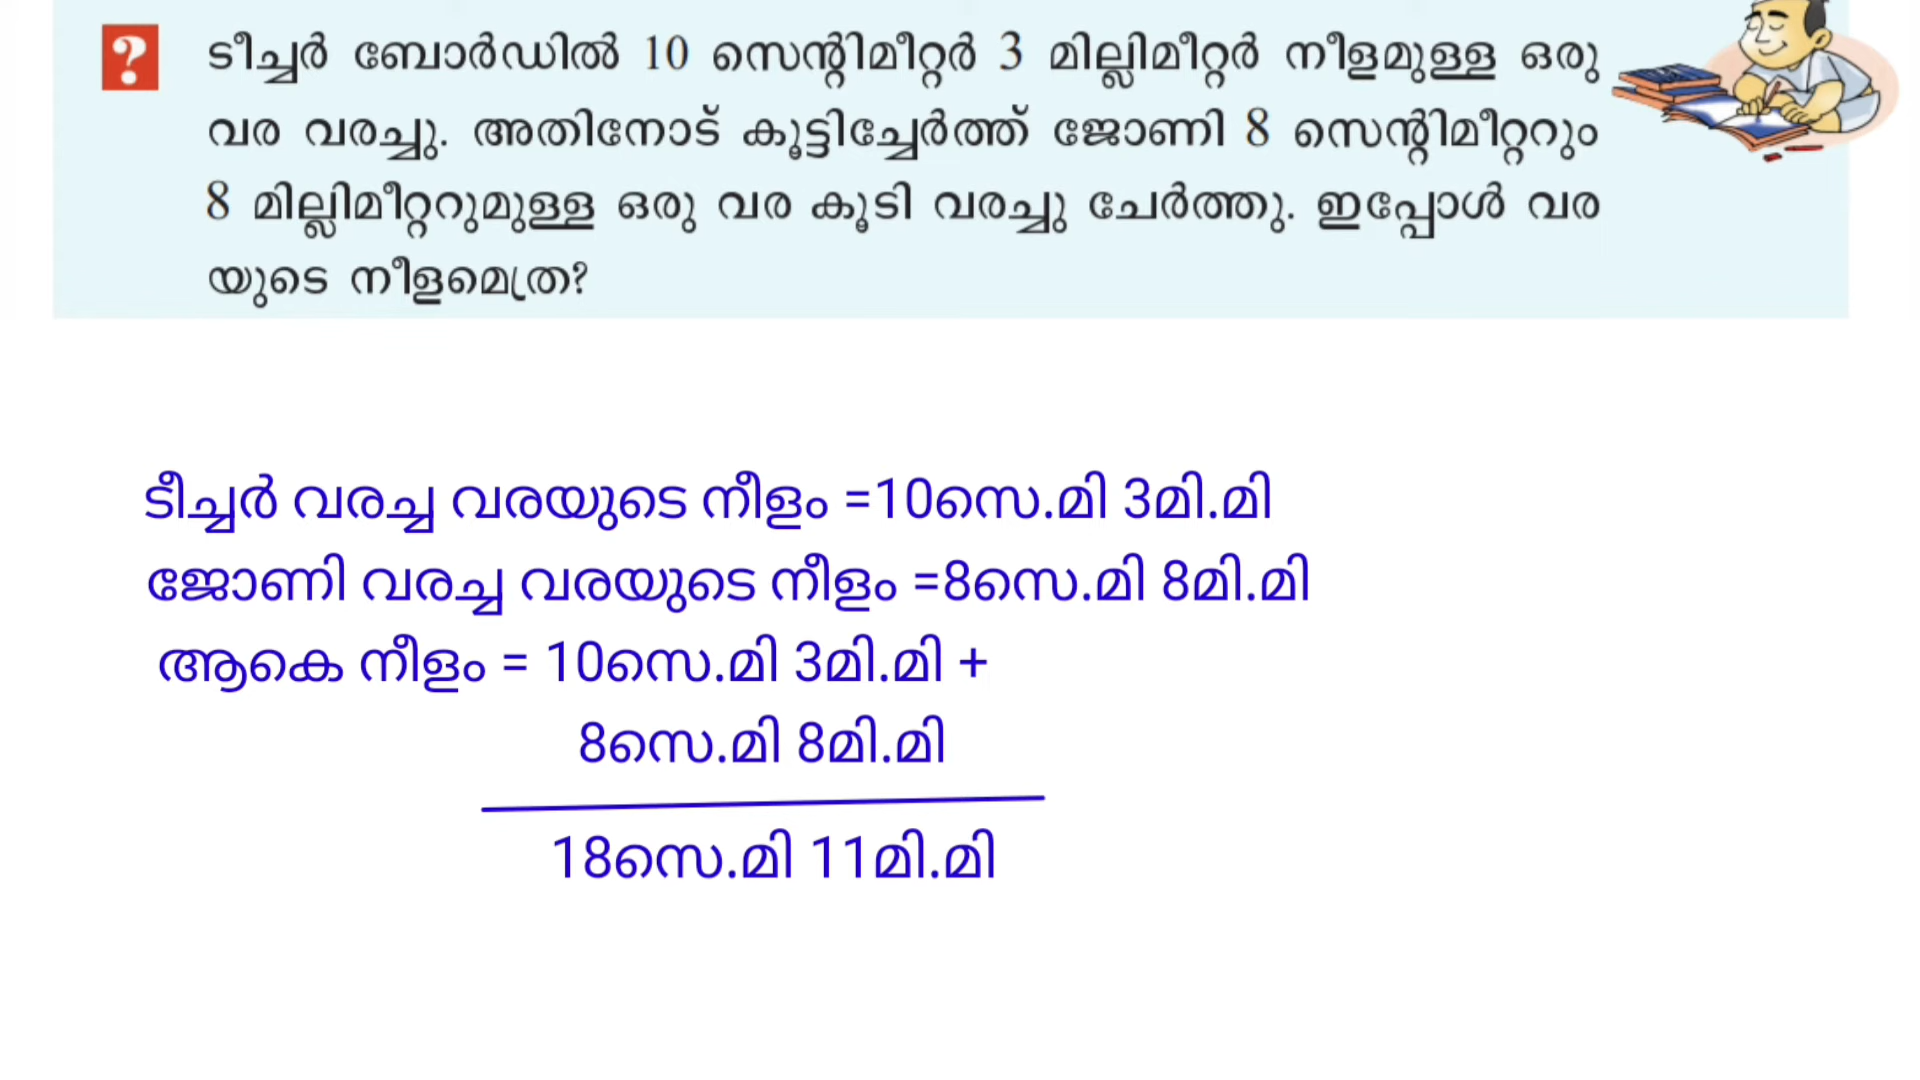 ? ടീച്ചർ ബോർഡിൽ 10 സെന്റിമീറ്റർ 3 മില്ലിമീറ്റർ നീളമുള്ള ഒരു
വര വരച്ചു. അതിനോട് കൂട്ടിച്ചേർത്ത് ജോണി 8 സെന്റിമീറ്ററും
8 മില്ലിമീറ്ററുമുള്ള ഒരു വര കൂടി വരച്ചു ചേർത്തു. ഇപ്പോൾ വര
യുടെ നീളമെത്ര?
ടീച്ചർ വരച്ച വരയുടെ നീളം =10സെ.മി 3മി.മി
ജോണി വരച്ച വരയുടെ നീളം =8സെ.മി 8മി.മി
ആകെ നീളം = 10സെ.മി 3മി.മി +
8സെ.മി 8മി.മി
18സെ.മി 11മി.മി